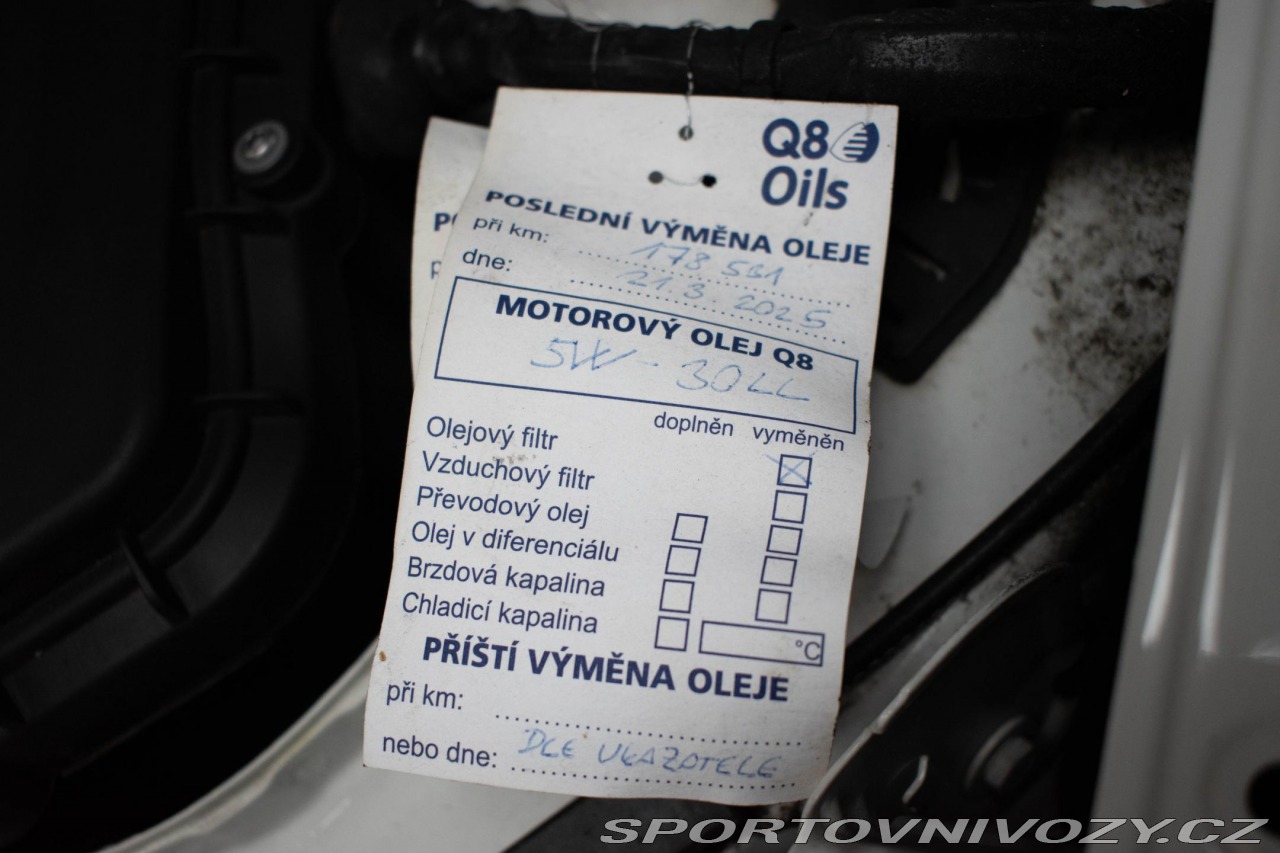 Q8
Oils
POSLEDNÍ VÝMĚNA OLEJE
při km: 178 581
dne: 21 3. 2025
MOTOROVÝ OLEJ Q8
5W-30LL
doplněn vyměněn
Olejový filtr
Vzduchový filtr
Převodový olej
Olej v diferenciálu
Brzdová kapalina
Chladicí kapalina
°C
PŘÍŠTÍ VÝMĚNA OLEJE
při km:
nebo dne: DLE UKAZATELE
SPORTOVNIVOZY.CZ